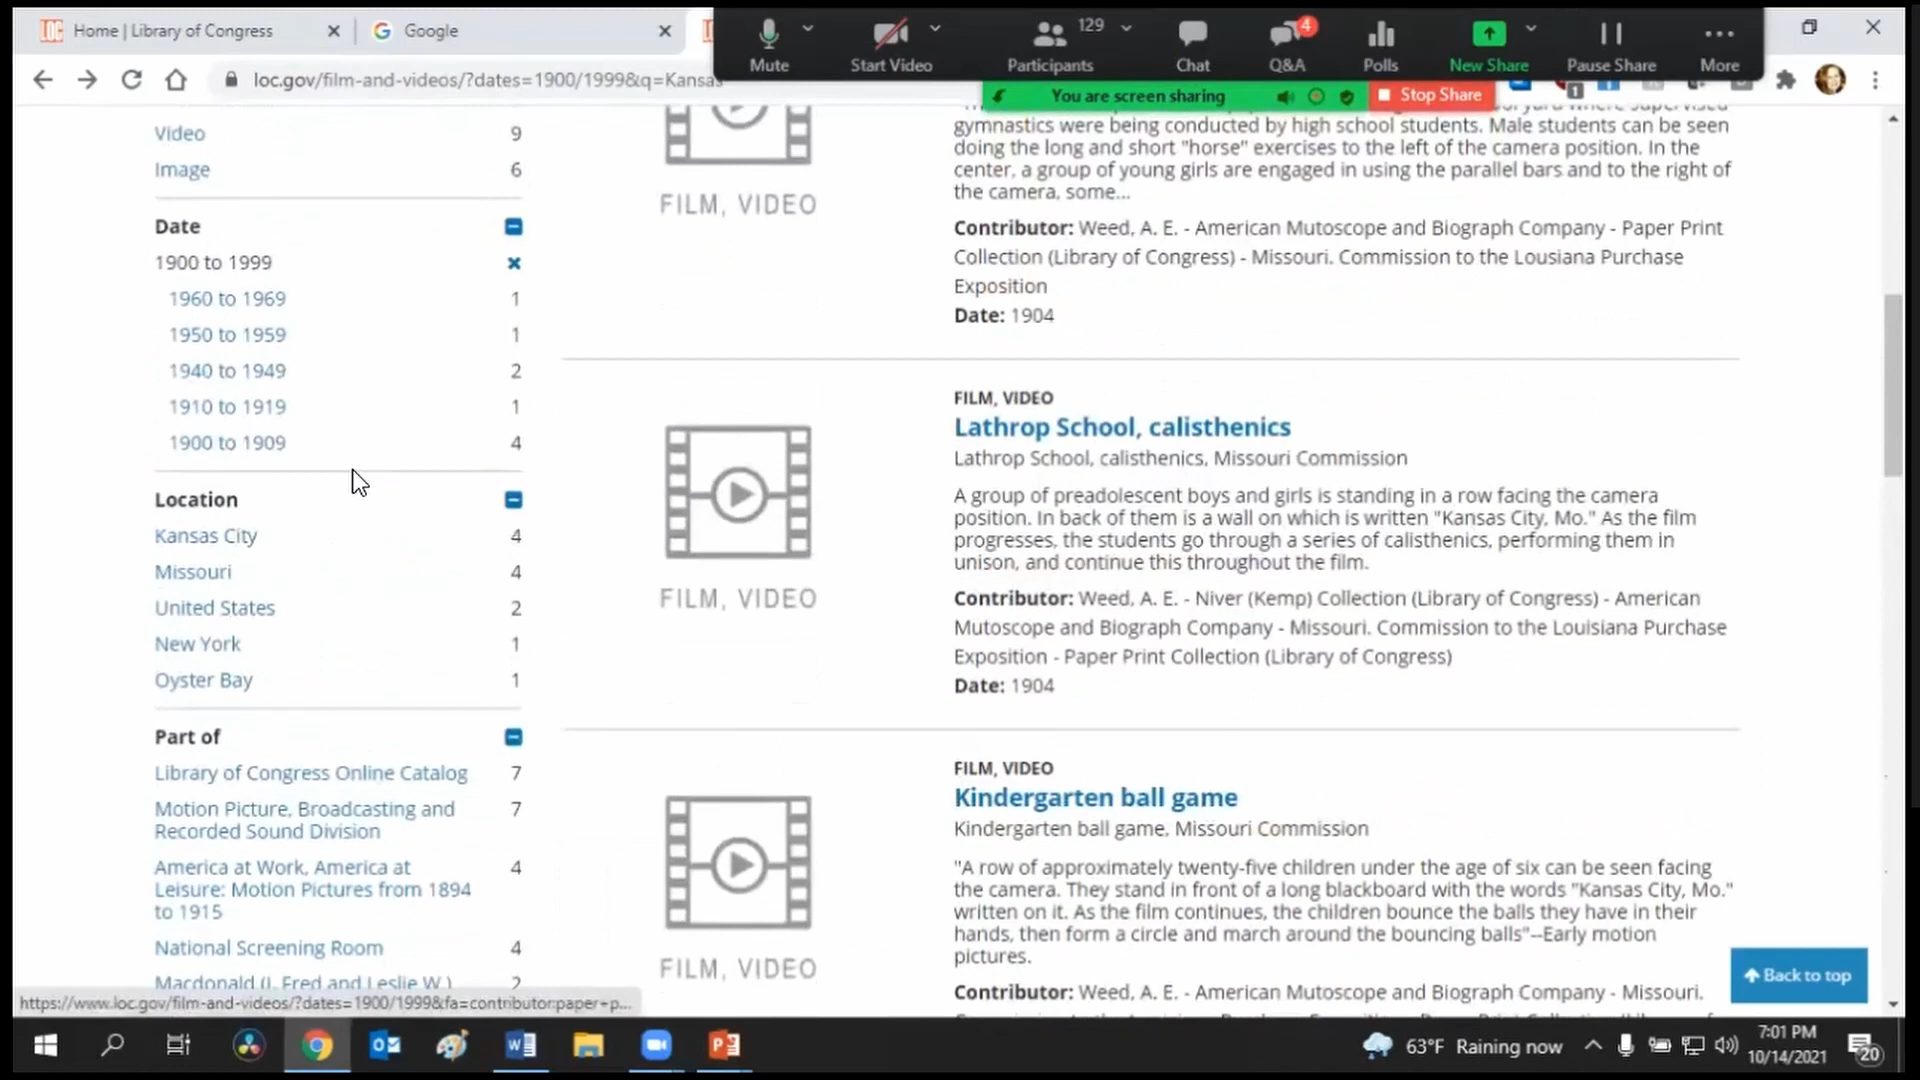 Home | Library of Congress
Google
Mute
Start Video
Participants
129
Chat
Q&A
4
Polls
New Share
Pause Share
More
loc.gov/film-and-videos/?dates=1900/1999&q=Kansas
You are screen sharing
Stop Share
1
Video 9
Image 6
Date
1900 to 1999
1960 to 1969 1
1950 to 1959 1
1940 to 1949 2
1910 to 1919 1
1900 to 1909 4
Location
Kansas City 4
Missouri 4
United States 2
New York 1
Oyster Bay 1
Part of
Library of Congress Online Catalog 7
Motion Picture, Broadcasting and 7
Recorded Sound Division
America at Work, America at 4
Leisure: Motion Pictures from 1894
to 1915
National Screening Room 4
Macdonald (J. Fred and Leslie W.) 2
https://www.loc.gov/film-and-videos/?dates=1900/1999&fa=contributor:paper+p...
FILM, VIDEO
yard where supervised
gymnastics were being conducted by high school students. Male students can be seen
doing the long and short "horse" exercises to the left of the camera position. In the
center, a group of young girls are engaged in using the parallel bars and to the right of
the camera, some...
Contributor: Weed, A. E. - American Mutoscope and Biograph Company - Paper Print
Collection (Library of Congress) - Missouri. Commission to the Lousiana Purchase
Exposition
Date: 1904
FILM, VIDEO
FILM, VIDEO
Lathrop School, calisthenics
Lathrop School, calisthenics, Missouri Commission
A group of preadolescent boys and girls is standing in a row facing the camera
position. In back of them is a wall on which is written "Kansas City, Mo." As the film
progresses, the students go through a series of calisthenics, performing them in
unison, and continue this throughout the film.
Contributor: Weed, A. E. - Niver (Kemp) Collection (Library of Congress) - American
Mutoscope and Biograph Company - Missouri. Commission to the Louisiana Purchase
Exposition - Paper Print Collection (Library of Congress)
Date: 1904
FILM, VIDEO
FILM, VIDEO
Kindergarten ball game
Kindergarten ball game, Missouri Commission
"A row of approximately twenty-five children under the age of six can be seen facing
the camera. They stand in front of a long blackboard with the words "Kansas City, Mo."
written on it. As the film continues, the children bounce the balls they have in their
hands, then form a circle and march around the bouncing balls"--Early motion
pictures.
Contributor: Weed, A. E. - American Mutoscope and Biograph Company - Missouri.
Back to top
63°F Raining now
7:01 PM
10/14/2021
20